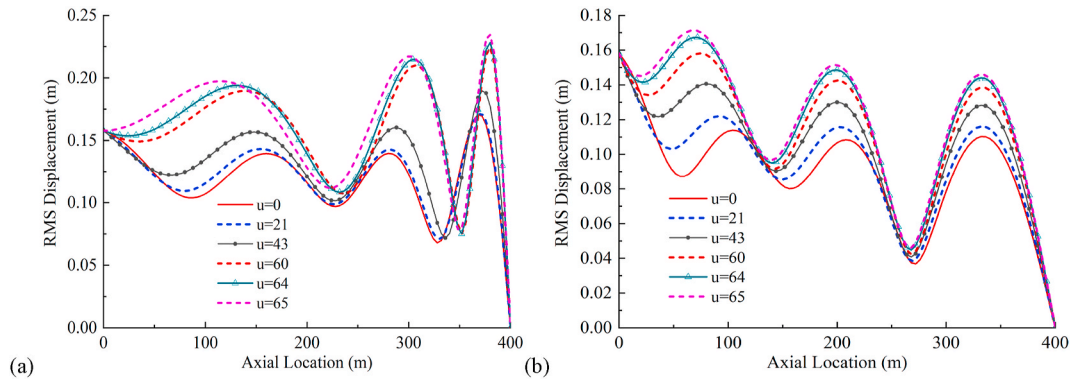 0.25
0.20
0.15
0.10
0.05
0.00
RMS Displacement (m)
u=0
u=21
u=43
u=60
u=64
u=65
0 100 200 300 400
Axial Location (m)
(a)
0.18
0.16
0.14
0.12
0.10
0.08
0.06
0.04
0.02
0.00
RMS Displacement (m)
u=0
u=21
u=43
u=60
u=64
u=65
0 100 200 300 400
Axial Location (m)
(b)